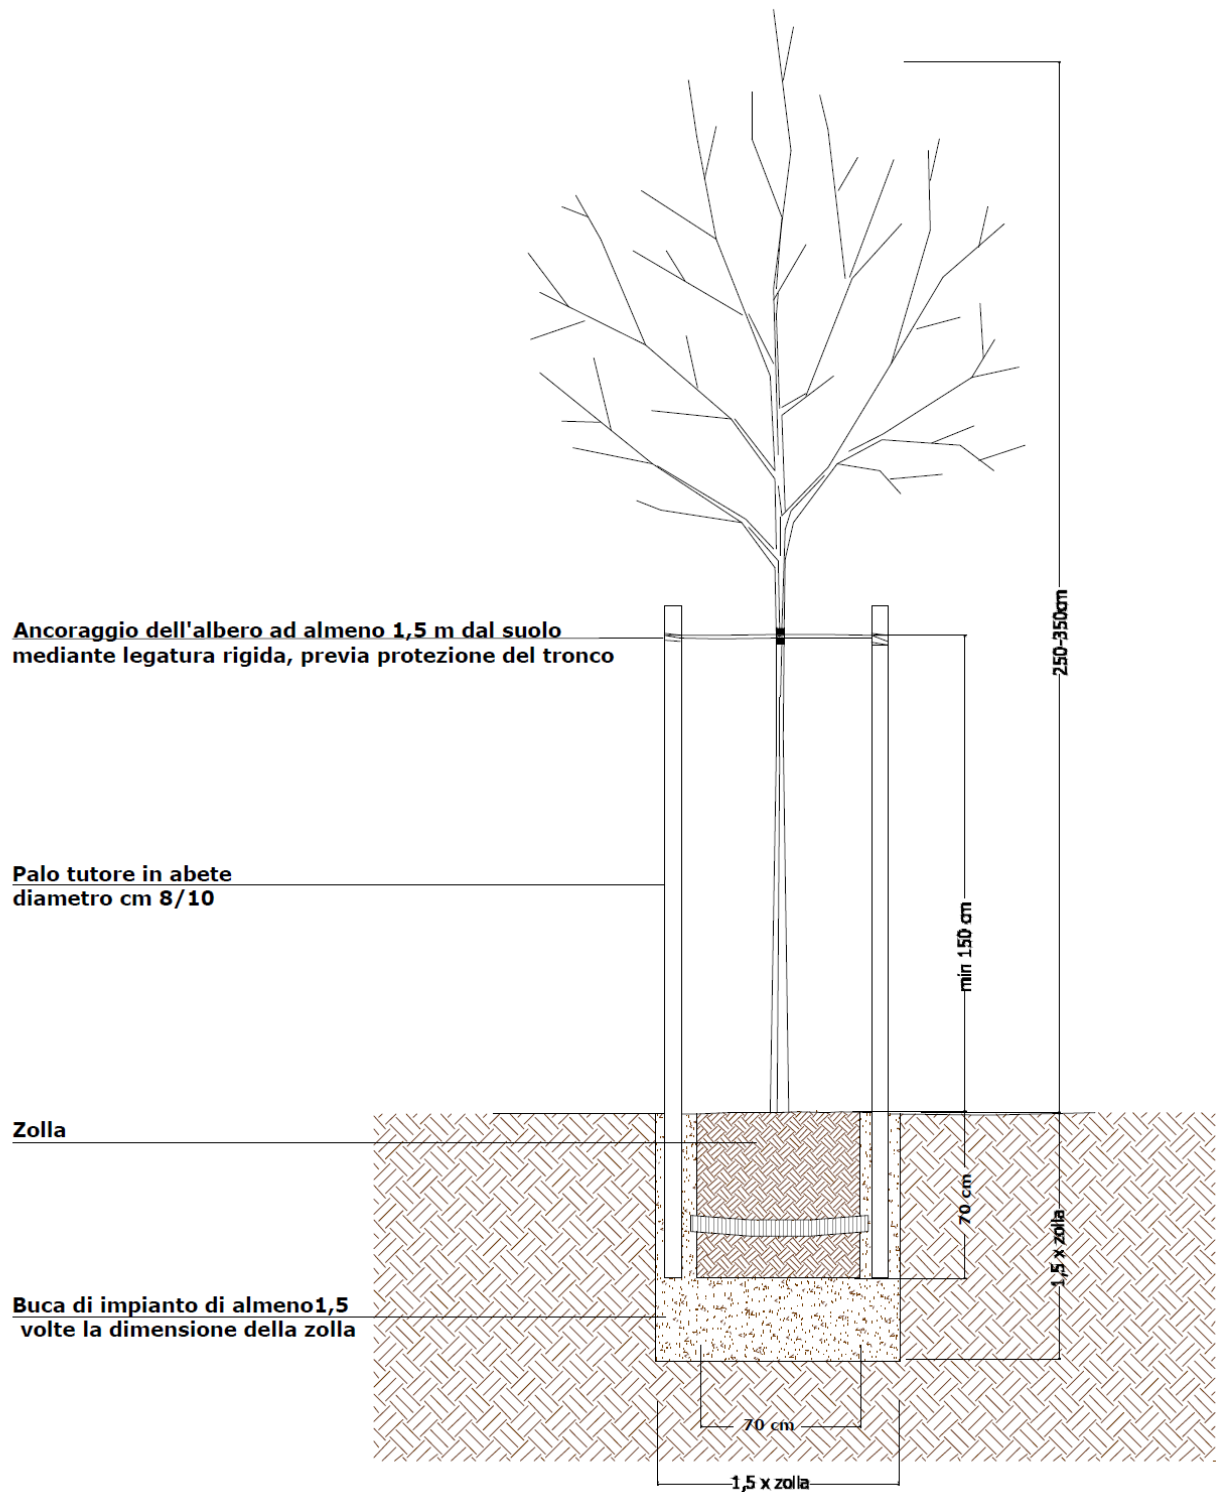 250-350cm
Ancoraggio dell'albero ad almeno 1,5 m dal suolo
mediante legatura rigida, previa protezione del tronco
Palo tutore in abete
diametro cm 8/10
min 150 cm
Zolla
70 cm
1,5 x zolla
Buca di impianto di almeno1,5
volte la dimensione della zolla
70 cm
1,5 x zolla